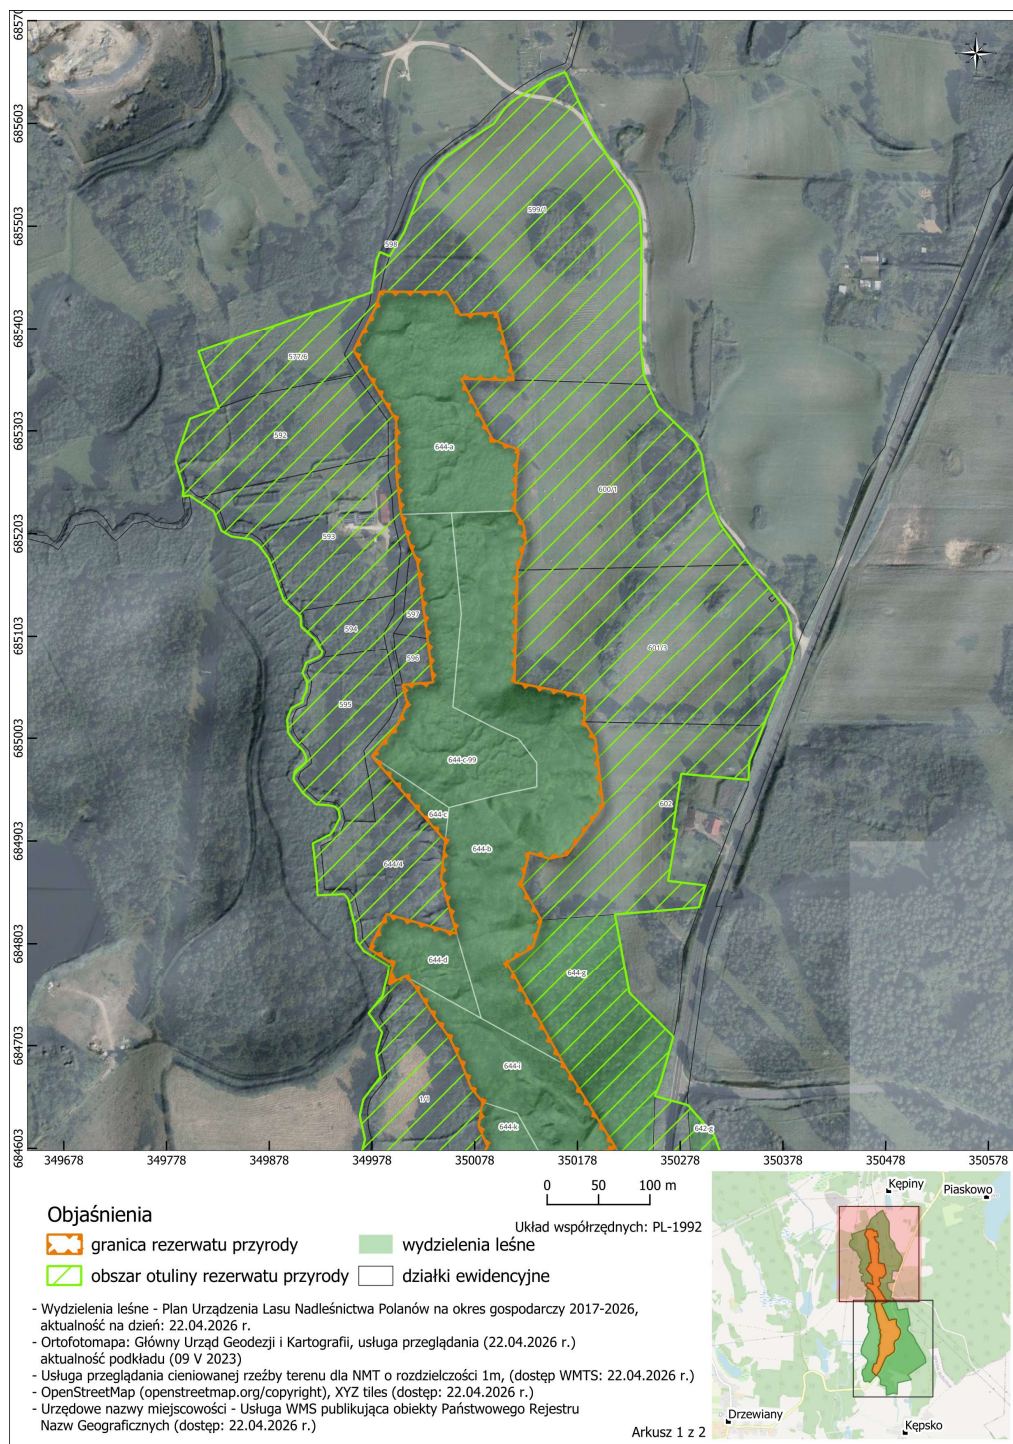 685703
685603
685503
685403
685303
685203
685103
685003
684903
684803
684703
684603
599/1
598
577/6
592
644-a
600/1
593
597
594
596
601/3
595
644-c-99
602
644-c
644-b
644/4
644-d
644-g
644-i
1/1
644-k
642-g
349678
349778
349878
349978
350078
350178
350278
350378
350478
350578
0 50 100 m
Układ współrzędnych: PL-1992
Objaśnienia
granica rezerwatu przyrody
wydzielenia leśne
obszar otuliny rezerwatu przyrody
działki ewidencyjne
- Wydzielenia leśne - Plan Urządzenia Lasu Nadleśnictwa Polanów na okres gospodarczy 2017-2026,
aktualność na dzień: 22.04.2026 r.
- Ortofotomapa: Główny Urząd Geodezji i Kartografii, usługa przeglądania (22.04.2026 r.)
aktualność podkładu (09 V 2023)
- Usługa przeglądania cieniowanej rzeźby terenu dla NMT o rozdzielczości 1m, (dostęp WMTS: 22.04.2026 r.)
- OpenStreetMap (openstreetmap.org/copyright), XYZ tiles (dostęp: 22.04.2026 r.)
- Urzędowe nazwy miejscowości - Usługa WMS publikująca obiekty Państwowego Rejestru
Nazw Geograficznych (dostęp: 22.04.2026 r.)
Arkusz 1 z 2
Kępiny
Piaskowo
Drzewiany
Kępsko